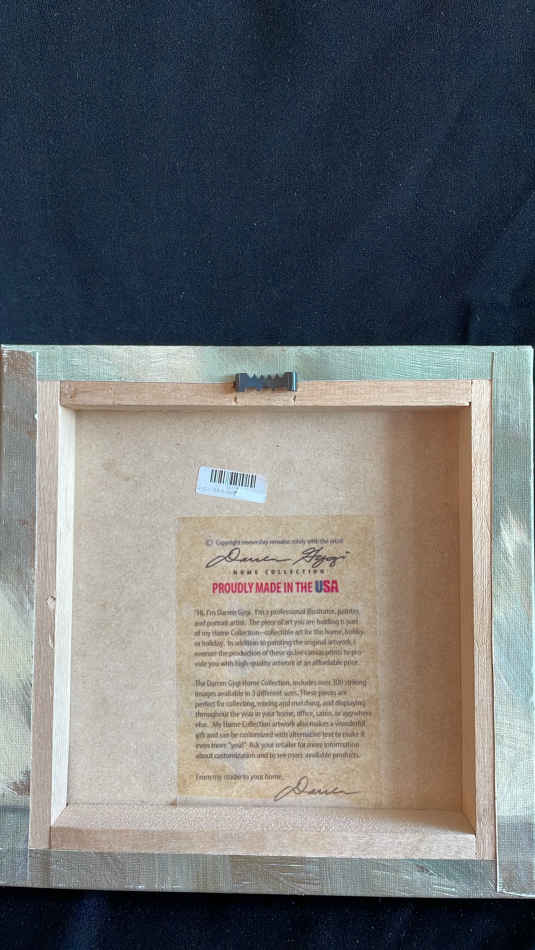 © Copyright ownership remains solely with the artist
Darren Gygi
HOME COLLECTION
PROUDLY MADE IN THE USA
"Hi, I'm Darren Gygi. I'm a professional illustrator, painter,
and portrait artist. The piece of art you are holding is part
of my Home Collection—collectible art for the home, hobby,
or holiday. In addition to painting the original artwork, I
oversee the production of these giclee canvas prints to pro-
vide you with high-quality artwork at an affordable price.
The Darren Gygi Home Collection, includes over 300 striking
images available in 3 different sizes. These pieces are
perfect for collecting, mixing and matching, and displaying
throughout the year in your home, office, salon, or anywhere
else. My Home Collection artwork also makes a wonderful
gift and can be customized with alternative text to make it
even more "you!" Ask your retailer for more information
about customization and to see more available products.
From my studio to your home,
Darren